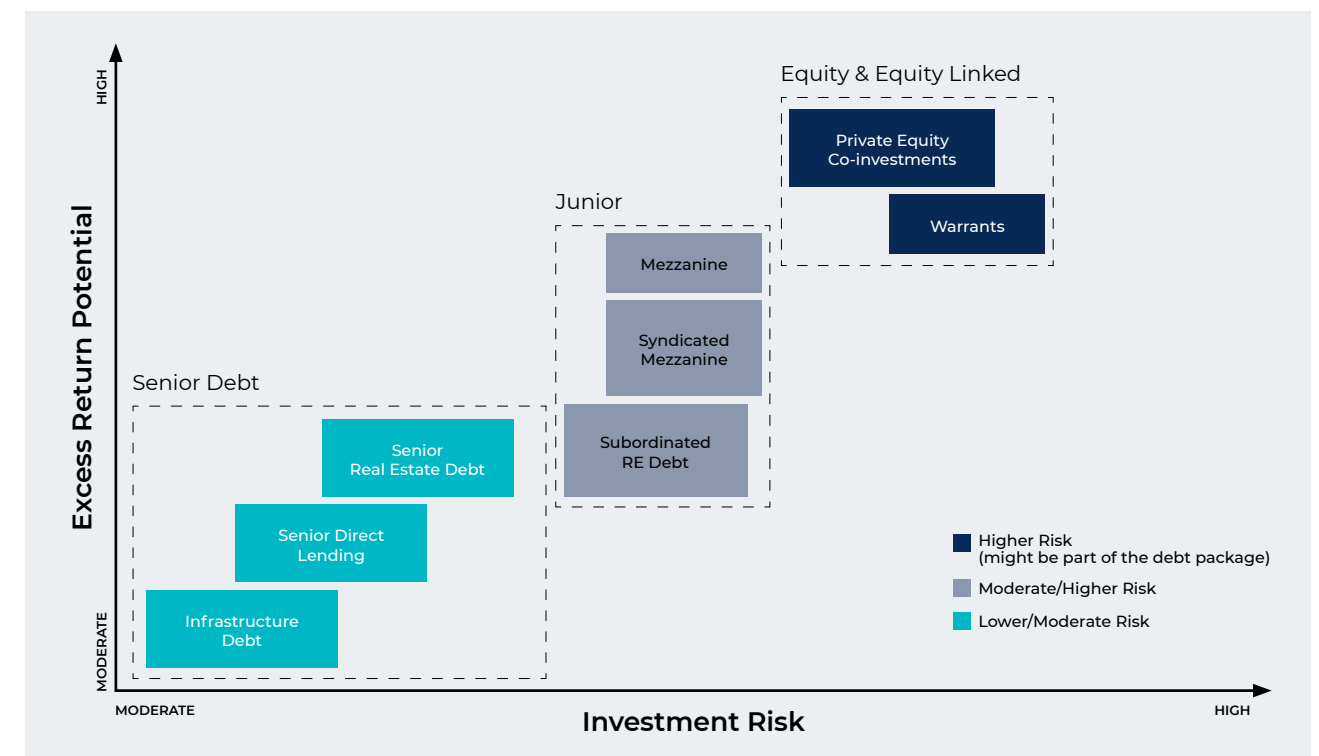 HIGH
Equity & Equity Linked
Private Equity
Co-investments
Warrants
Junior
Mezzanine
Syndicated
Mezzanine
Subordinated
RE Debt
Excess Return Potential
Senior Debt
Senior
Real Estate Debt
Senior Direct
Lending
Infrastructure
Debt
Higher Risk
(might be part of the debt package)
Moderate/Higher Risk
Lower/Moderate Risk
MODERATE
MODERATE
Investment Risk
HIGH